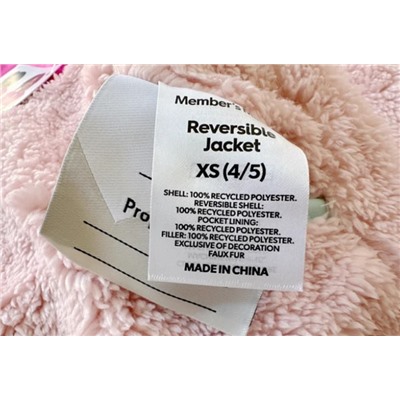 Member's
Reversible
Jacket
XS (4/5)
SHELL: 100% RECYCLED POLYESTER.
REVERSIBLE SHELL:
100% RECYCLED POLYESTER.
POCKET LINING:
100% RECYCLED POLYESTER.
FILLER: 100% RECYCLED POLYESTER.
EXCLUSIVE OF DECORATION
FAUX FUR
MADE IN CHINA